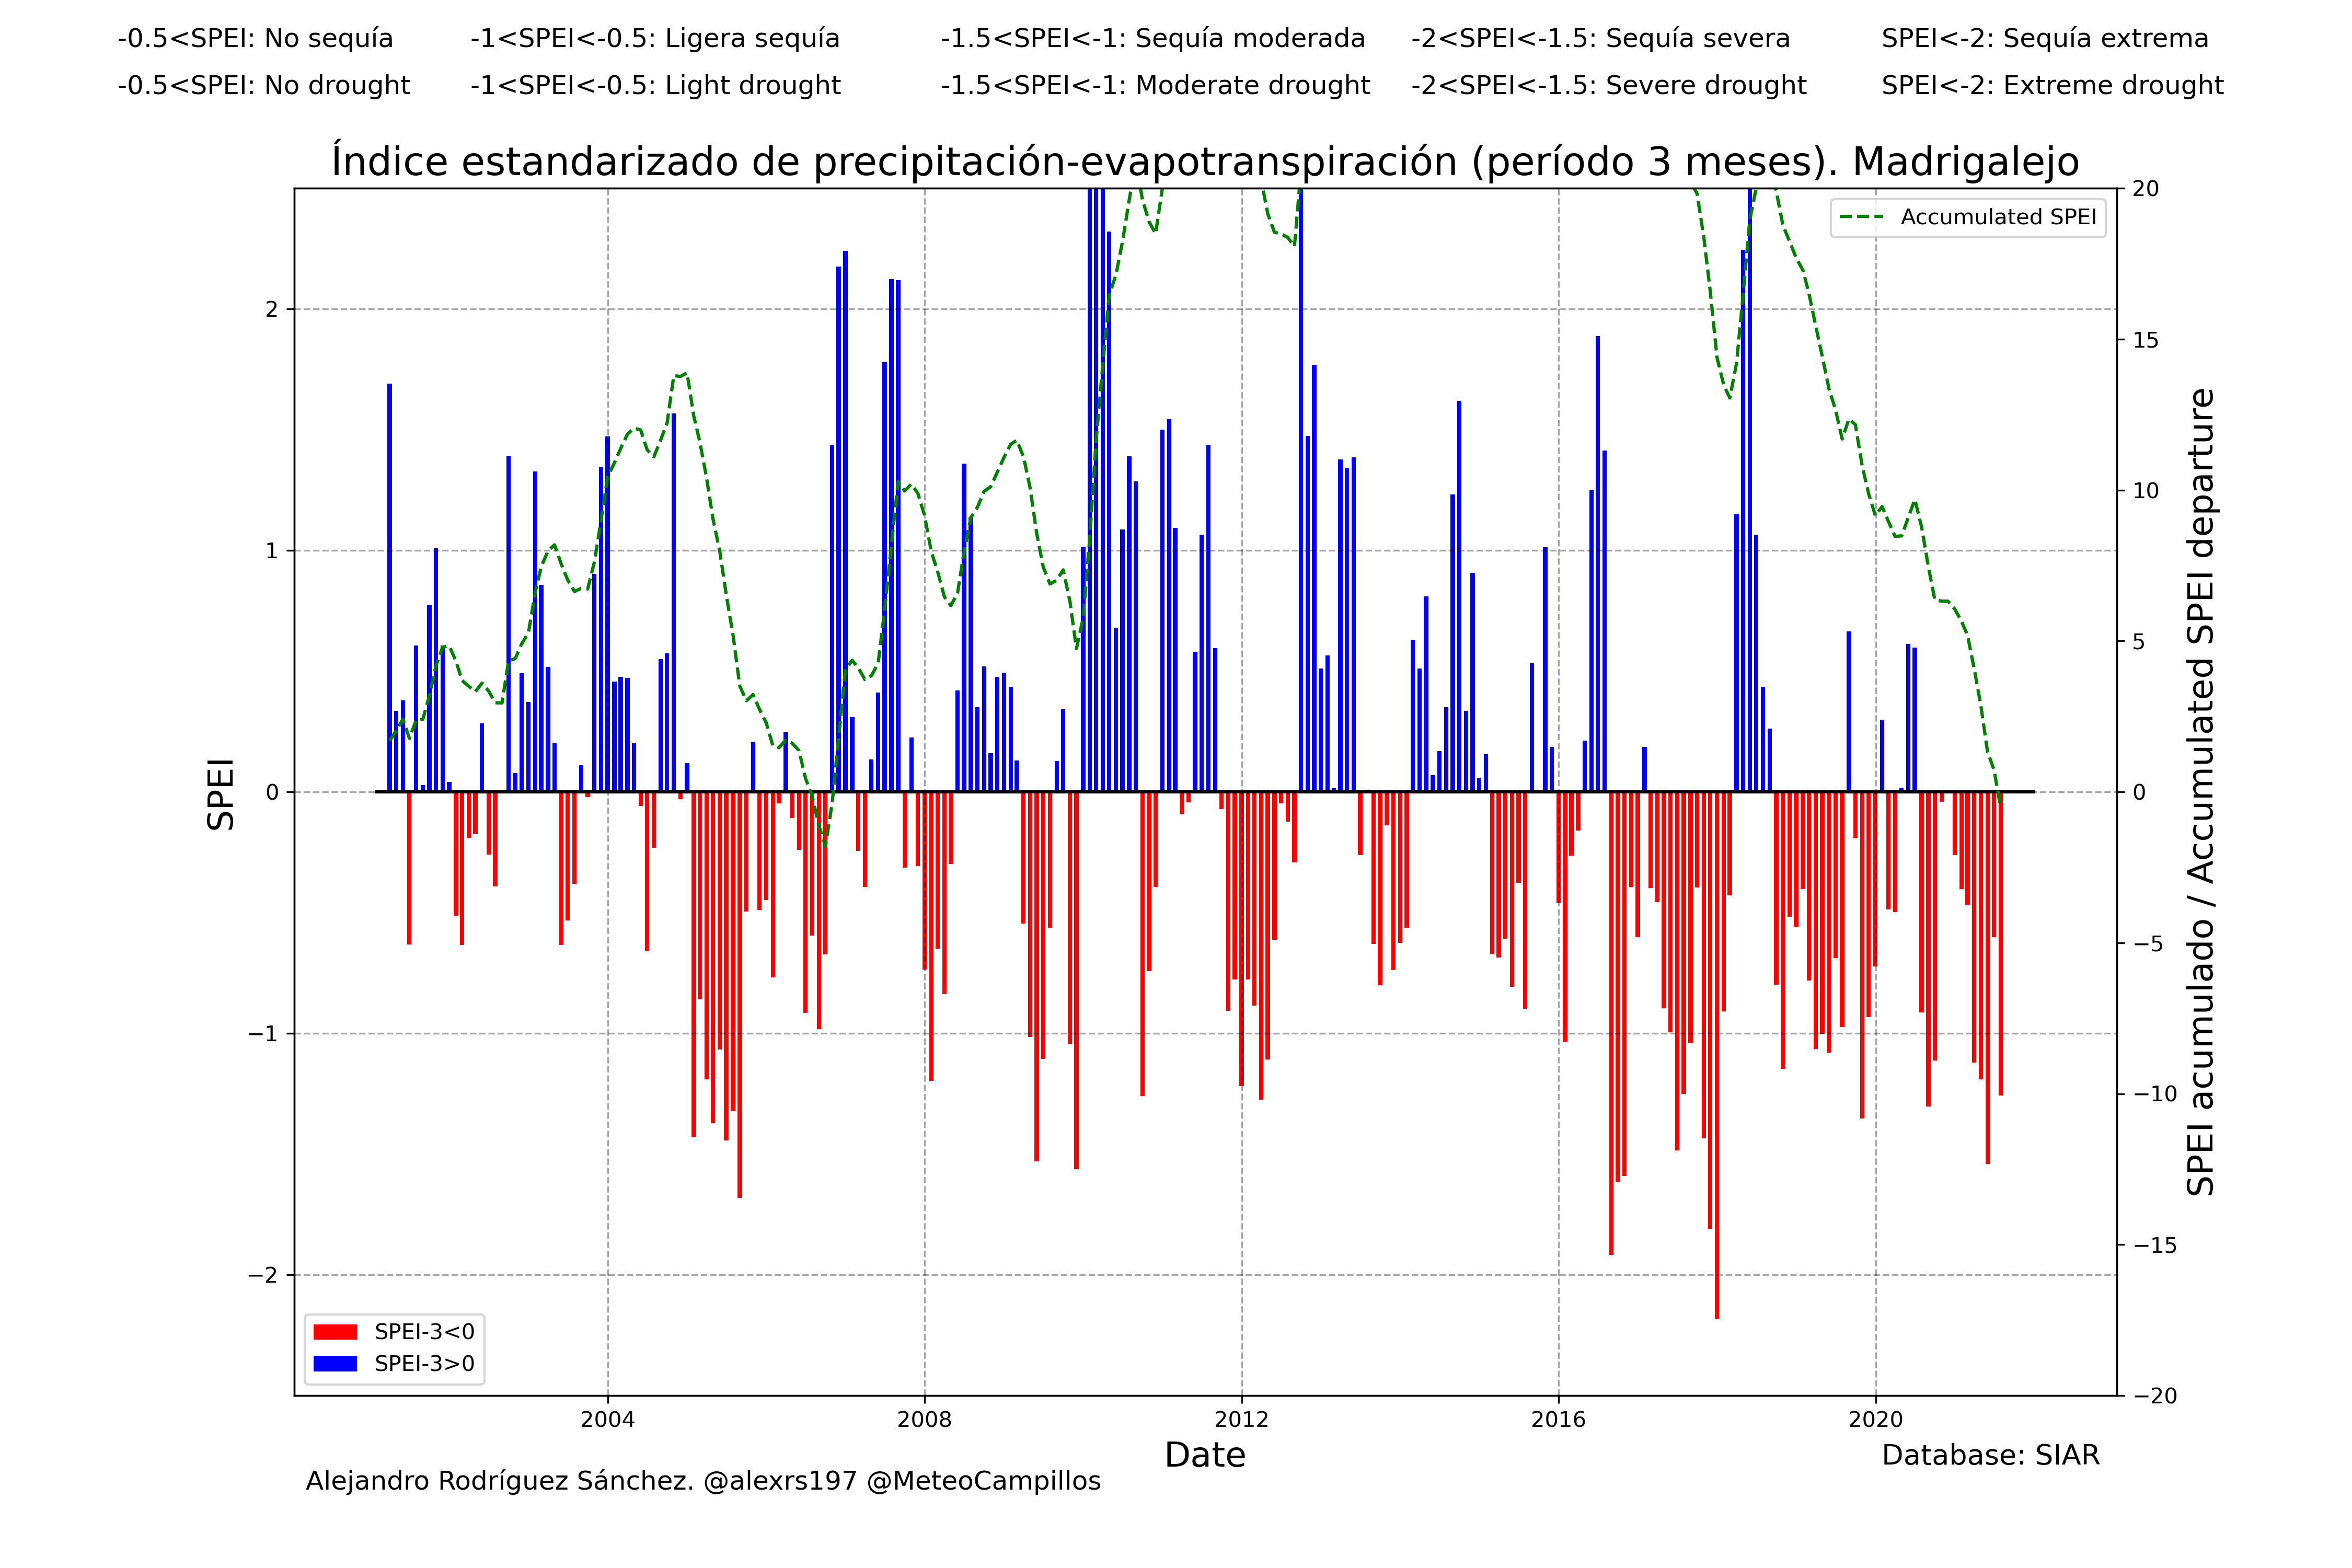 -0.5<SPEI: No sequía -1<SPEI<-0.5: Ligera sequía -1.5<SPEI<-1: Sequía moderada -2<SPEI<-1.5: Sequía severa SPEI<-2: Sequía extrema
-0.5<SPEI: No drought -1<SPEI<-0.5: Light drought -1.5<SPEI<-1: Moderate drought -2<SPEI<-1.5: Severe drought SPEI<-2: Extreme drought
Índice estandarizado de precipitación-evapotranspiración (período 3 meses). Madrigalejo
Accumulated SPEI
SPEI
2
1
0
−1
−2
20
15
10
5
0
−5
−10
−15
−20
SPEI acumulado / Accumulated SPEI departure
SPEI-3<0
SPEI-3>0
2004 2008 2012 2016 2020
Date
Database: SIAR
Alejandro Rodríguez Sánchez. @alexrs197 @MeteoCampillos